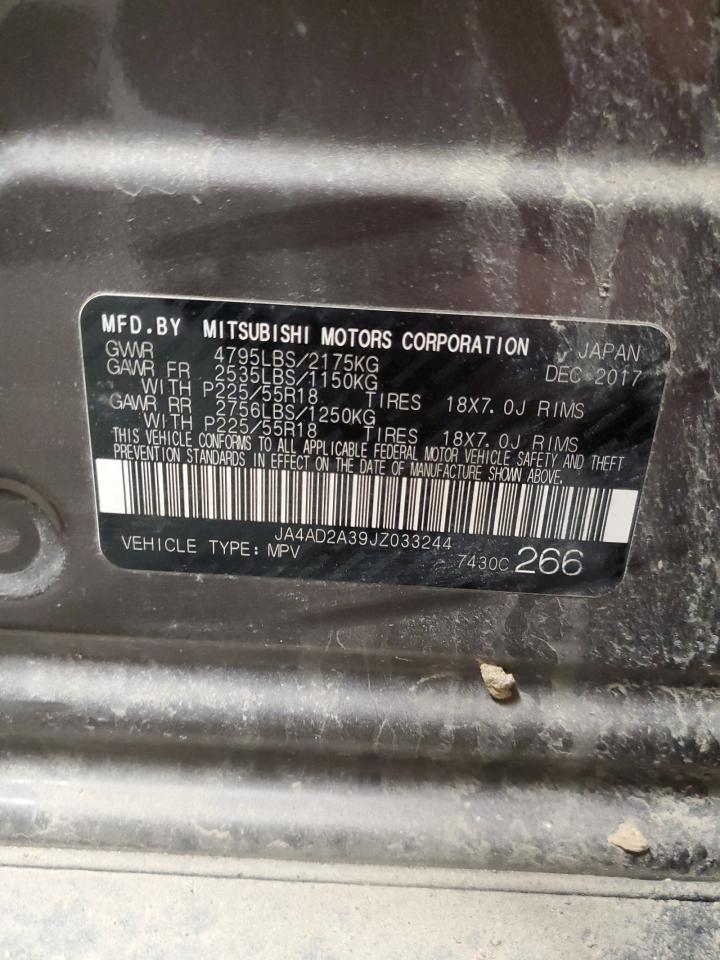 MFD.BY MITSUBISHI MOTORS CORPORATION JAPAN
GVWR 4795LBS/2175KG DEC 2017
GAWR FR 2535LBS/1150KG
WITH P225/55R18 TIRES 18X7.0J RIMS
GAWR RR 2756LBS/1250KG
WITH P225/55R18 TIRES 18X7.0J RIMS
THIS VEHICLE CONFORMS TO ALL APPLICABLE FEDERAL MOTOR VEHICLE SAFETY AND THEFT
PREVENTION STANDARDS IN EFFECT ON THE DATE OF MANUFACTURE SHOWN ABOVE.
JA4AD2A39JZ033244
VEHICLE TYPE: MPV 7430C 266